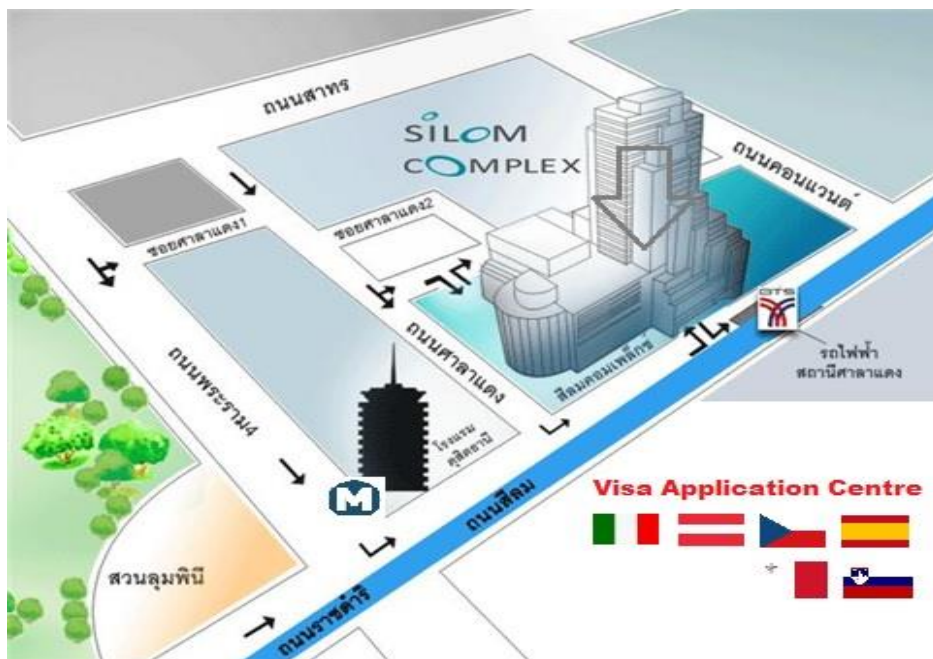 ถนนสาทร
SILOM
COMPLEX
ถนนคอนแวนต์
ซอยศาลาแดง1
ซอยศาลาแดง2
BTS
รถไฟฟ้า
สถานีศาลาแดง
ถนนพระราม4
ถนนศาลาแดง
สีลมคอมเพล็กซ
โรงแรม
ดุสิตธานี
M
ถนนสีลม
Visa Application Centre
สวนลุมพินี
ถนนราชดำริ